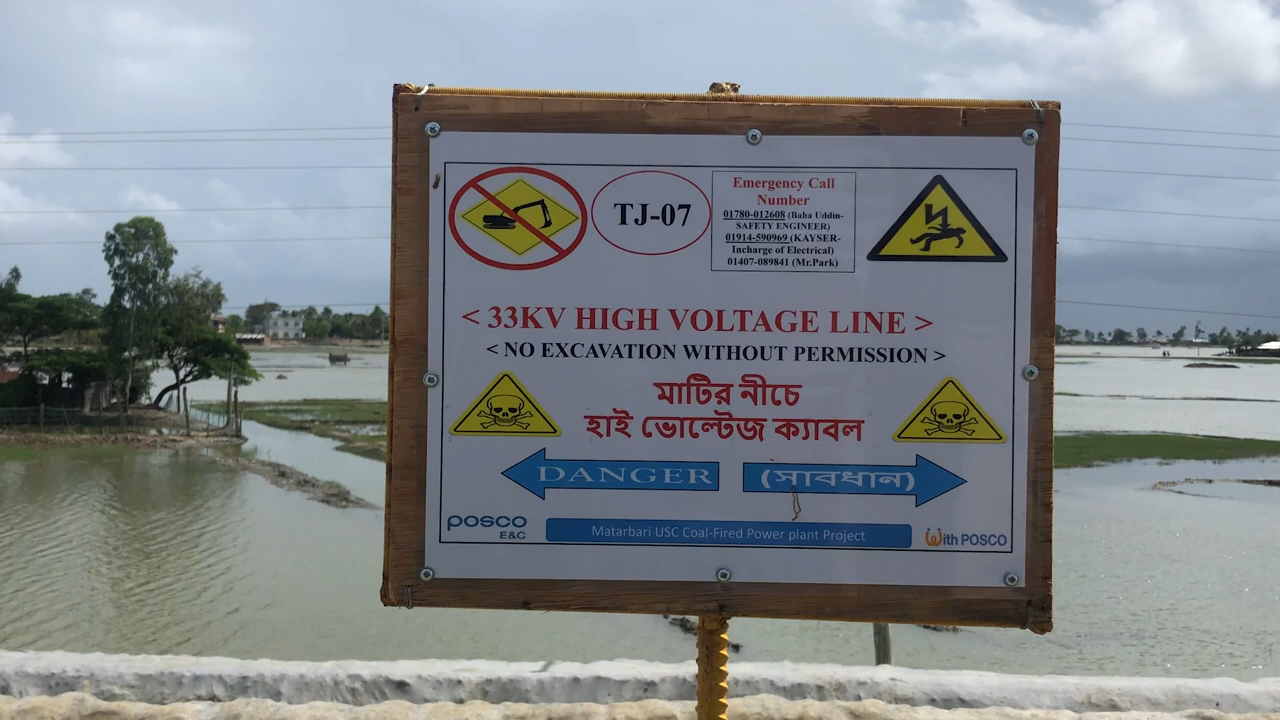 TJ-07
Emergency Call
Number
01780-012608 (Baha Uddin-
SAFETY ENGINEER)
01914-590969 (KAYSER-
Incharge of Electrical)
01407-089841 (Mr.Park)
< 33KV HIGH VOLTAGE LINE >
< NO EXCAVATION WITHOUT PERMISSION >
মাটির নীচে
হাই ভোল্টেজ ক্যাবল
DANGER
(সাবধান)
posco
E&C
Matarbari USC Coal-Fired Power plant Project
With POSCO